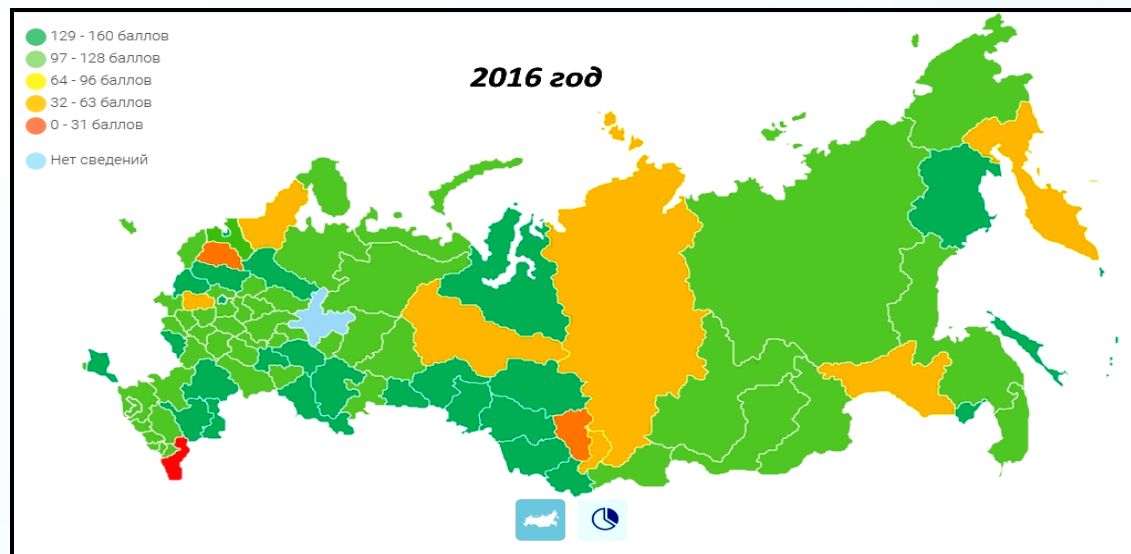 129 - 160 баллов
97 - 128 баллов
64 - 96 баллов
32 - 63 баллов
0 - 31 баллов
Нет сведений
2016 год